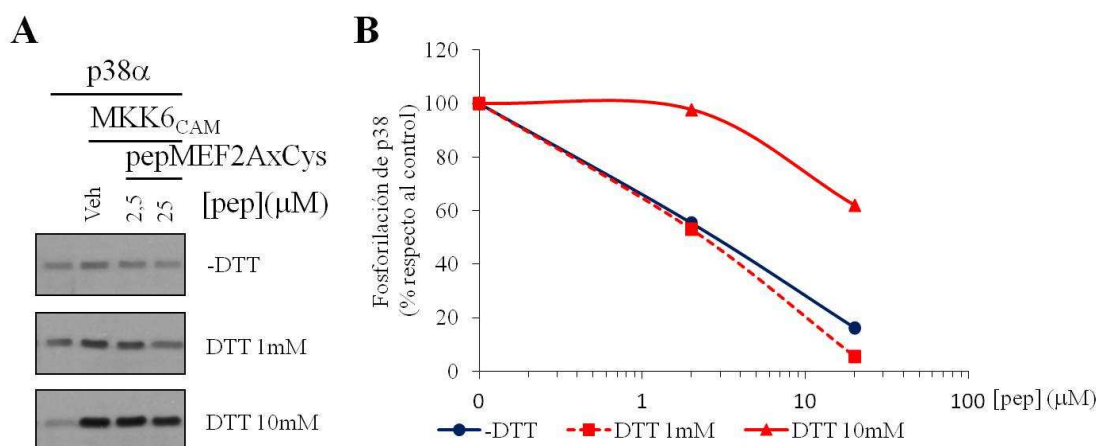 A
p38α
MKK6CAM
pepMEF2AxCys
Veh
2,5
25
[pep](μM)
-DTT
DTT 1mM
DTT 10mM
B
Fosforilación de p38
(% respecto al control)
120
100
80
60
40
20
0
0
1
10
100
[pep] (μM)
-DTT
DTT 1mM
DTT 10mM